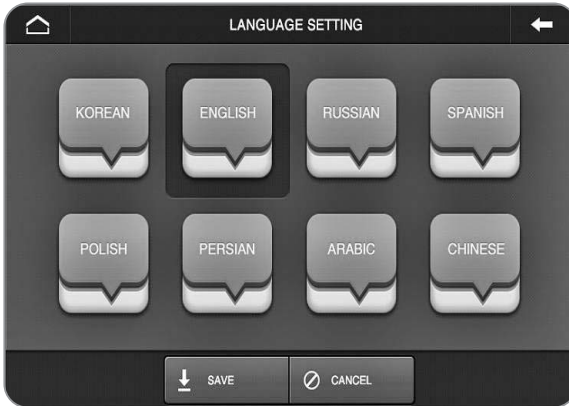 LANGUAGE SETTING
KOREAN ENGLISH RUSSIAN SPANISH
POLISH PERSIAN ARABIC CHINESE
SAVE CANCEL